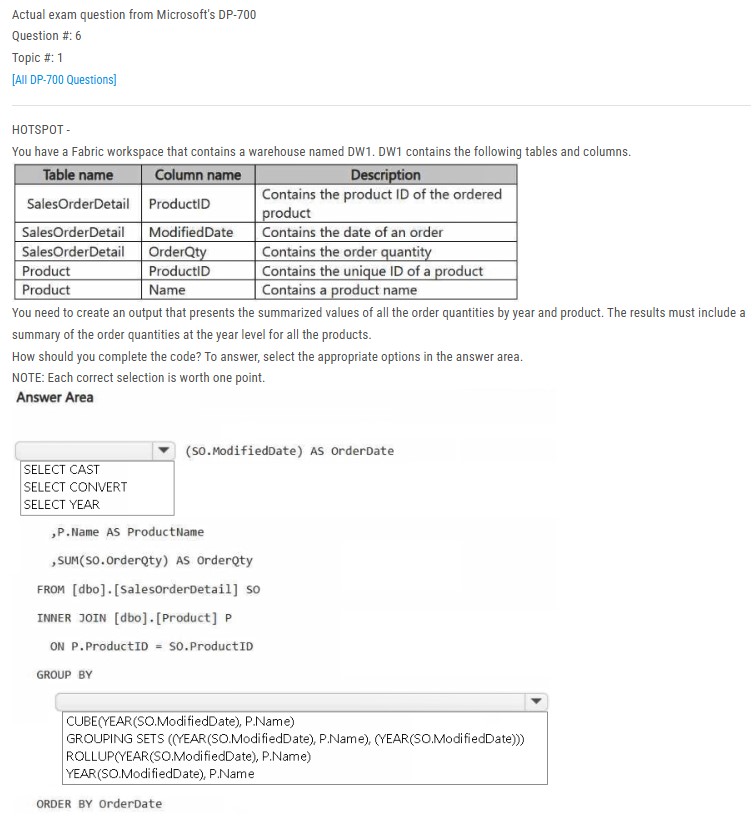 Actual exam question from Microsoft's DP-700
Question #: 6
Topic #: 1
[All DP-700 Questions]
HOTSPOT -
You have a Fabric workspace that contains a warehouse named DW1. DW1 contains the following tables and columns.
Table name Column name Description
SalesOrderDetail ProductID Contains the product ID of the ordered
product
SalesOrderDetail ModifiedDate Contains the date of an order
SalesOrderDetail OrderQty Contains the order quantity
Product ProductID Contains the unique ID of a product
Product Name Contains a product name
You need to create an output that presents the summarized values of all the order quantities by year and product. The results must include a
summary of the order quantities at the year level for all the products.
How should you complete the code? To answer, select the appropriate options in the answer area.
NOTE: Each correct selection is worth one point.
Answer Area
(SO.ModifiedDate) AS OrderDate
SELECT CAST
SELECT CONVERT
SELECT YEAR
,P.Name AS ProductName
,SUM(SO.OrderQty) AS OrderQty
FROM [dbo].[SalesOrderDetail] SO
INNER JOIN [dbo].[Product] P
ON P.ProductID = SO.ProductID
GROUP BY
CUBE(YEAR(SO.ModifiedDate), P.Name)
GROUPING SETS ((YEAR(SO.ModifiedDate), P.Name), (YEAR(SO.ModifiedDate)))
ROLLUP(YEAR(SO.ModifiedDate), P.Name)
YEAR(SO.ModifiedDate), P.Name
ORDER BY OrderDate